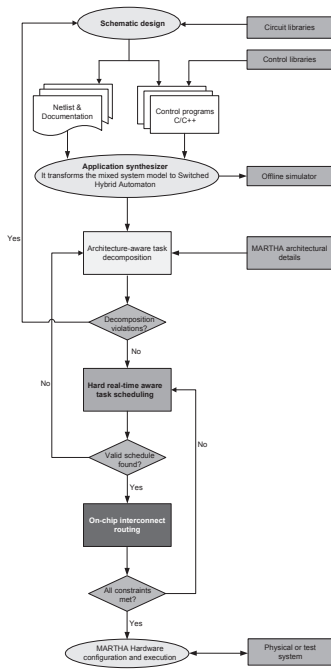 Schematic design
Circuit libraries
Control libraries
Netlist &
Documentation
Control programs
C/C++
Application synthesizer
It transforms the mixed system model to Switched
Hybrid Automaton
Offline simulator
Yes
Architecture-aware task
decomposition
MARTHA architectural
details
Decomposition
violations?
No
No
Hard real-time aware
task scheduling
No
Valid schedule
found?
Yes
On-chip interconnect
routing
All constraints
met?
Yes
MARTHA Hardware
configuration and execution
Physical or test
system